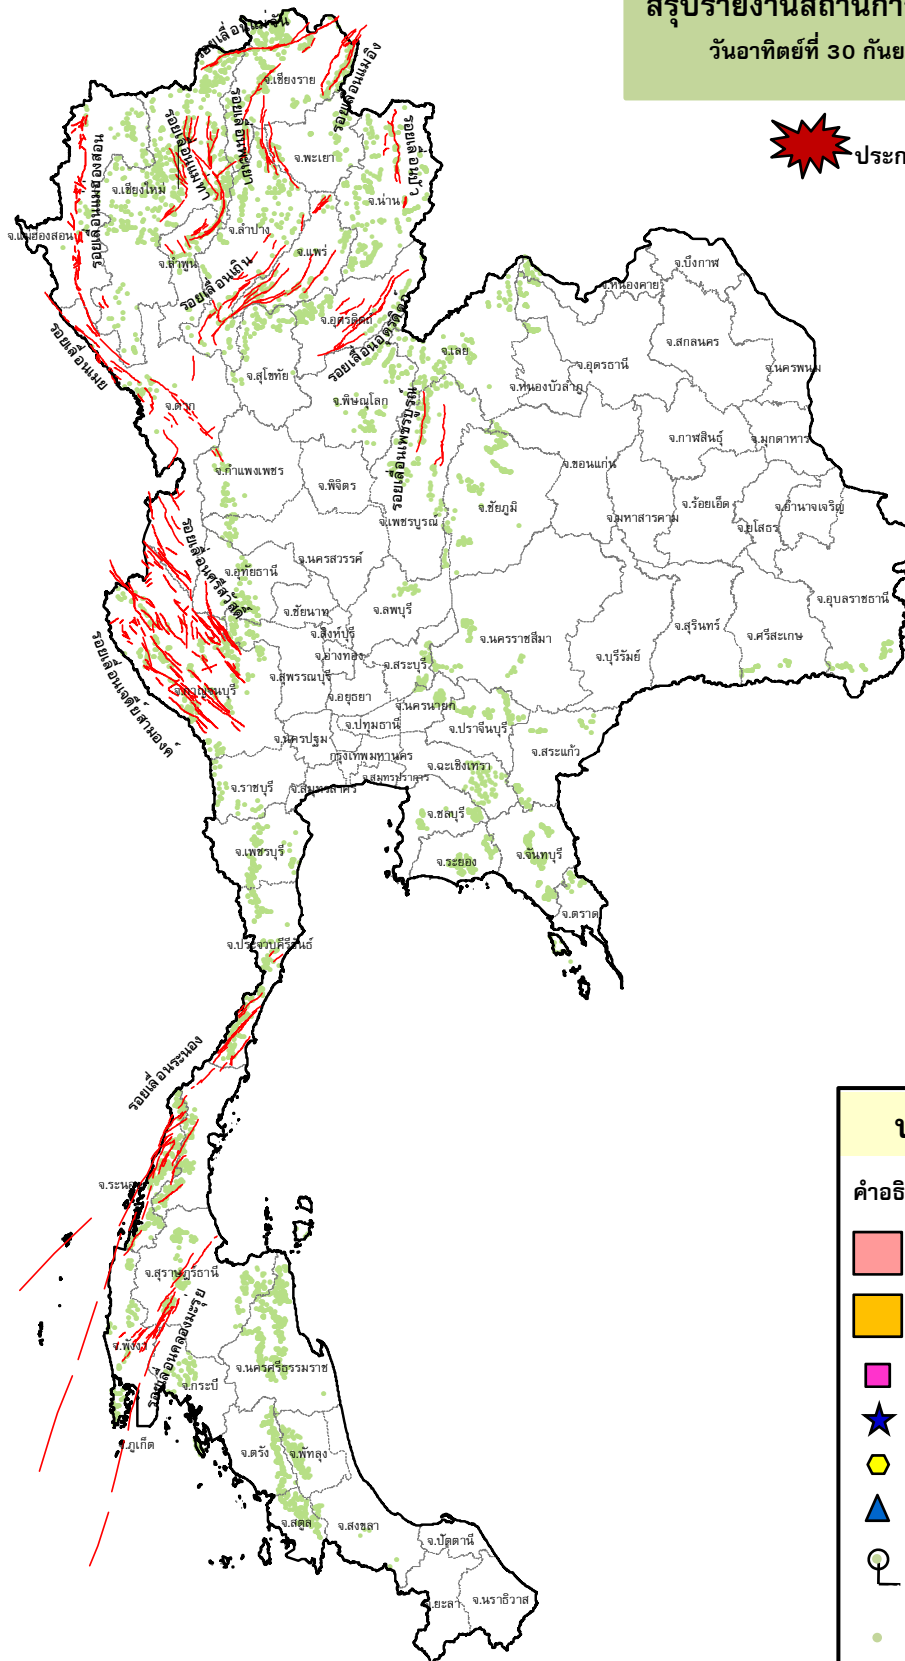 สรุปรายงานสถานกา
วันอาทิตย์ที่ 30 กันย
ประก
รอยเลื่อนแม่จัน
จ.เชียงราย
รอยเลื่อนแม่อิง
รอยเลื่อนพะเยา
รอยเลื่อนแม่ทา
รอยเลื่อนปัว
รอยเลื่อนแม่ฮ่องสอน
จ.พะเยา
จ.เชียงใหม่
จ.น่าน
จ.แม่ฮ่องสอน
จ.ลำปาง
จ.แพร่
จ.ลำพูน
รอยเลื่อนเถิน
จ.บึงกาฬ
จ.หนองคาย
จ.อุตรดิตถ์
รอยเลื่อนอุตรดิตถ์
จ.สกลนคร
จ.เลย
จ.อุดรธานี
จ.นครพนม
รอยเลื่อนเมย
จ.สุโขทัย
จ.หนองบัวลำภู
จ.ตาก
จ.พิษณุโลก
รอยเลื่อนเพชรบูรณ์
จ.กาฬสินธุ์
จ.มุกดาหาร
จ.กำแพงเพชร
จ.พิจิตร
จ.ขอนแก่น
จ.เพชรบูรณ์
จ.ชัยภูมิ
จ.มหาสารคาม
จ.ร้อยเอ็ด
จ.ยโสธร
จ.อำนาจเจริญ
รอยเลื่อนศรีสวัสดิ์
จ.อุทัยธานี
จ.นครสวรรค์
จ.ชัยนาท
จ.ลพบุรี
จ.อุบลราชธานี
จ.สิงห์บุรี
จ.นครราชสีมา
จ.สุรินทร์
จ.ศรีสะเกษ
จ.บุรีรัมย์
จ.อ่างทอง
จ.สระบุรี
จ.สุพรรณบุรี
รอยเลื่อนเจดีย์สามองค์
จ.กาญจนบุรี
จ.อยุธยา
จ.นครนายก
จ.ปทุมธานี
จ.ปราจีนบุรี
จ.นครปฐม
จ.สระแก้ว
กรุงเทพมหานคร
จ.ฉะเชิงเทรา
จ.สมุทรปราการ
จ.ราชบุรี
จ.สมุทรสาคร
จ.ชลบุรี
จ.เพชรบุรี
จ.ระยอง
จ.จันทบุรี
จ.ตราด
จ.ประจวบคีรีขันธ์
รอยเลื่อนระนอง
จ.ระนอง
จ.สุราษฎร์ธานี
จ.พังงา
รอยเลื่อนคลองมะรุ่ย
จ.กระบี่
จ.นครศรีธรรมราช
จ.ภูเก็ต
จ.ตรัง
จ.พัทลุง
จ.สตูล
จ.สงขลา
จ.ปัตตานี
จ.ยะลา
จ.นราธิวาส
คำอธิ